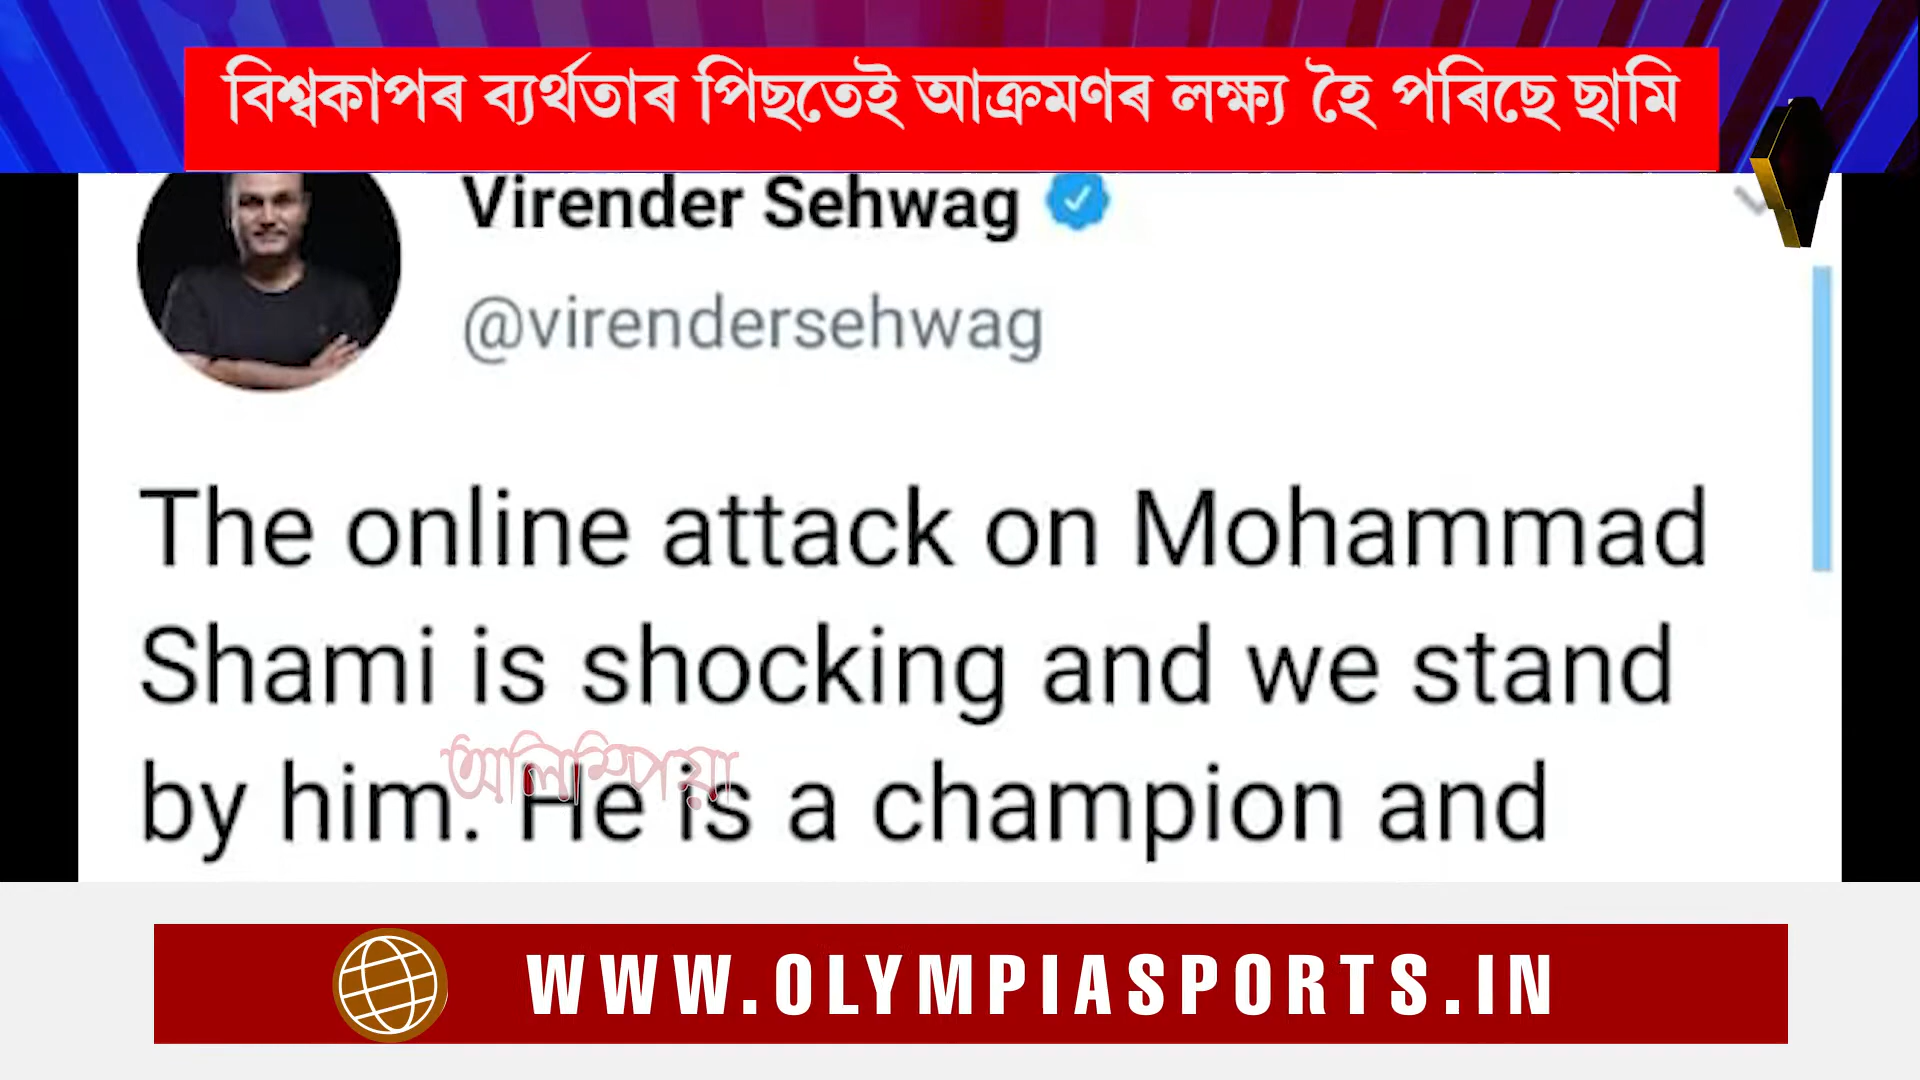 বিশ্বকাপৰ ব্যৰ্থতাৰ পিছতেই আক্ৰমণৰ লক্ষ্য হৈ পৰিছে ছামি
Virender Sehwag
@virendersehwag
The online attack on Mohammad
Shami is shocking and we stand
by him. He is a champion and
অলিম্পিয়া
WWW.OLYMPIASPORTS.IN